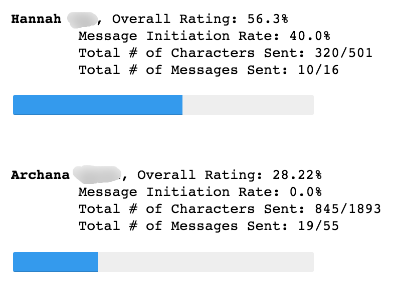 Hannah , Overall Rating: 56.3%
Message Initiation Rate: 40.0%
Total # of Characters Sent: 320/501
Total # of Messages Sent: 10/16
Archana , Overall Rating: 28.22%
Message Initiation Rate: 0.0%
Total # of Characters Sent: 845/1893
Total # of Messages Sent: 19/55